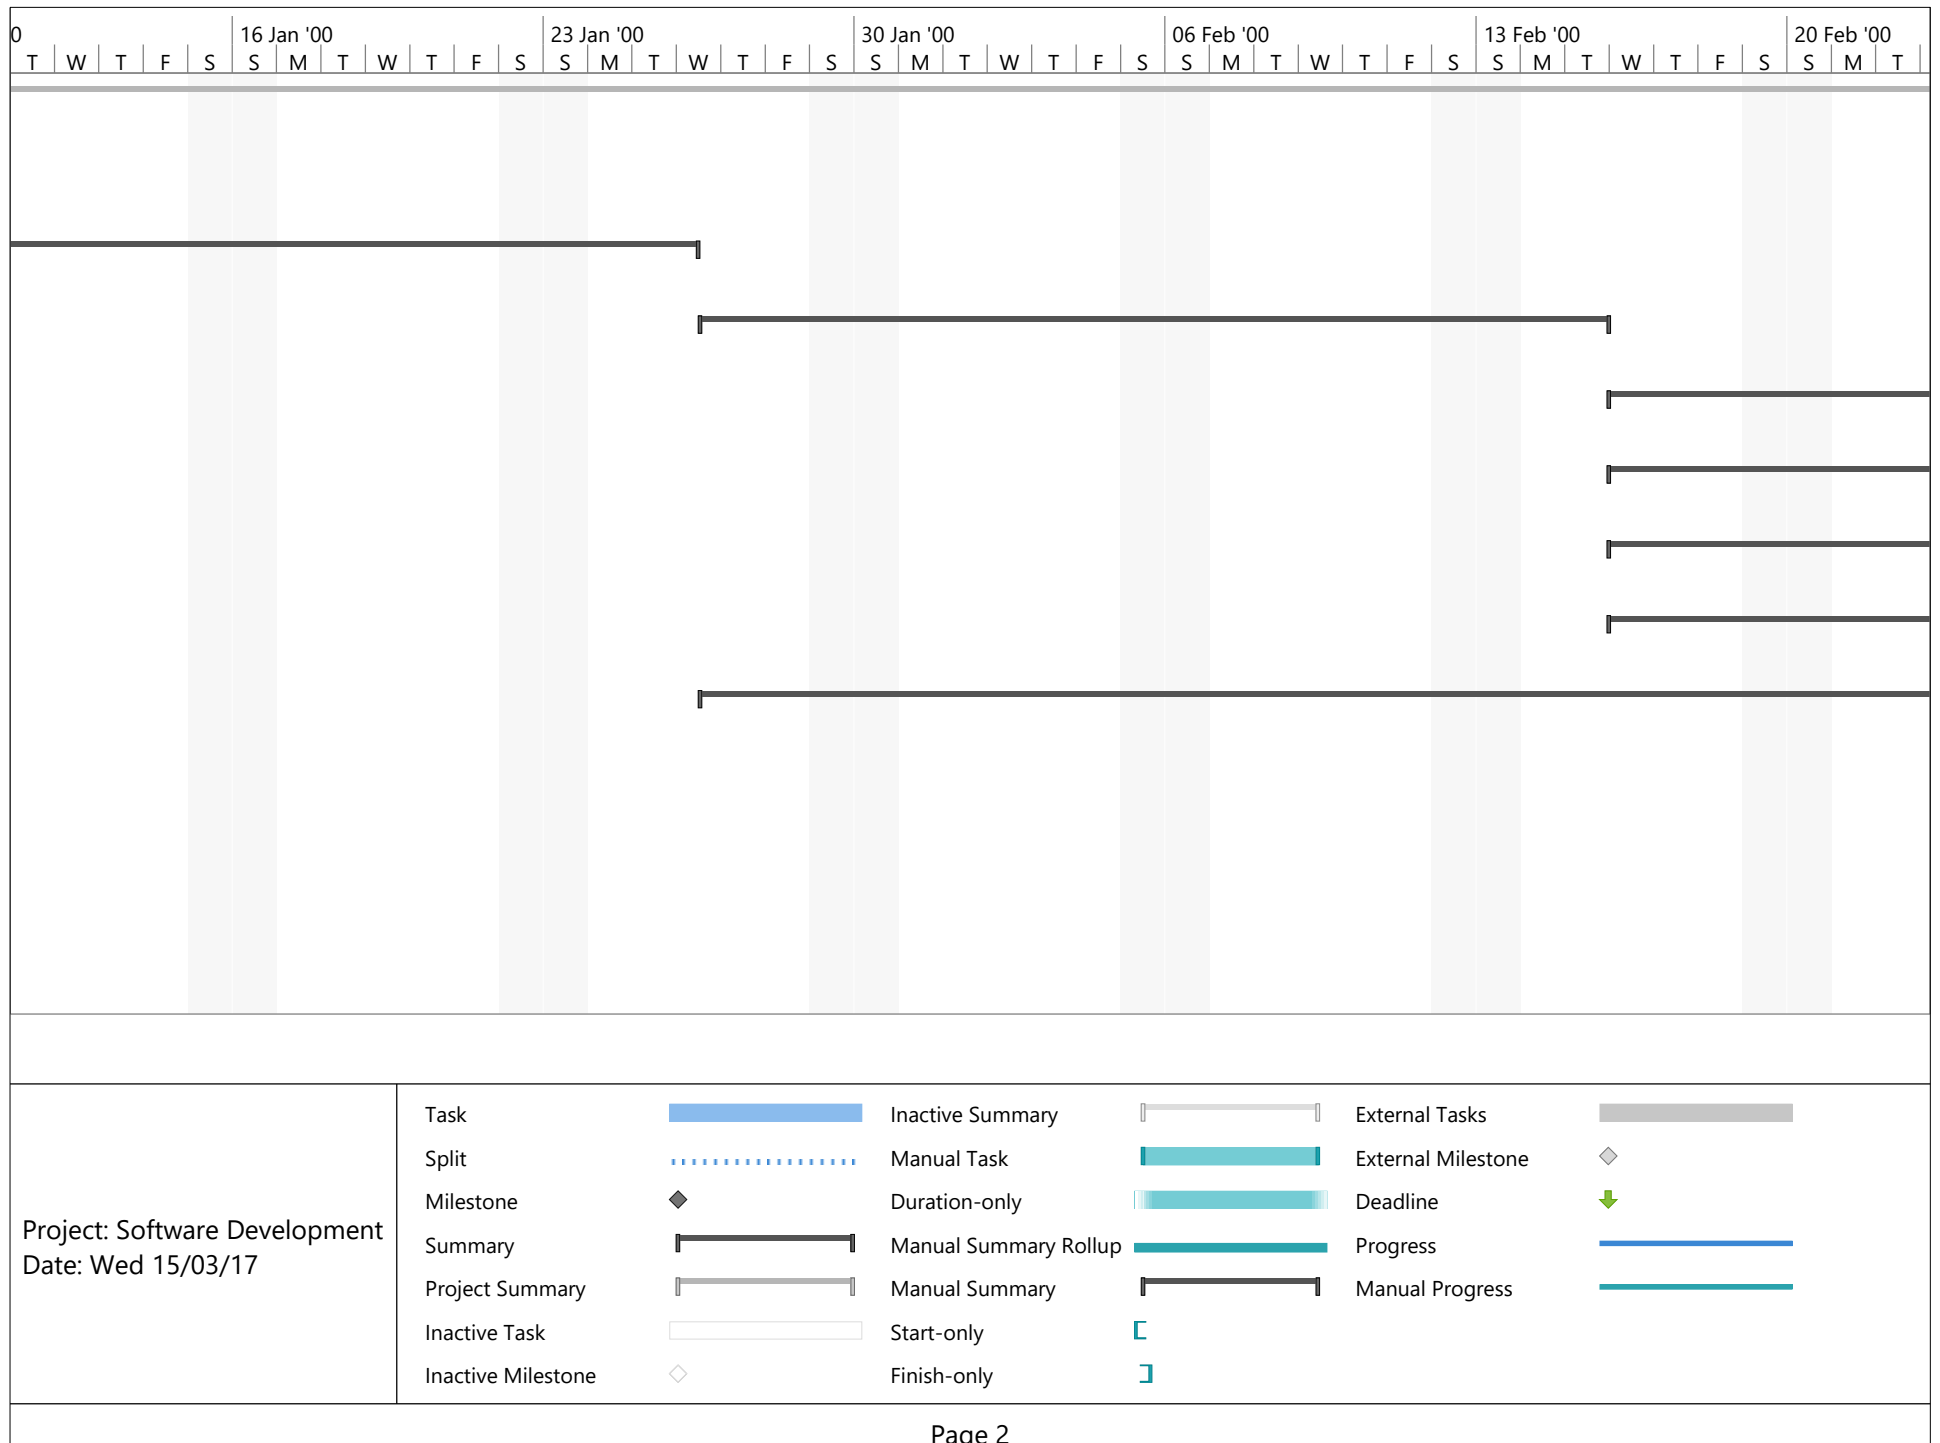 0 16 Jan '00 23 Jan '00 30 Jan '00 06 Feb '00 13 Feb '00 20 Feb '00
T W T F S S M T W T F S S M T W T F S S M T W T F S S M T W T F S S M T W T F S S M T
Project: Software Development
Date: Wed 15/03/17
Task
Split
Milestone
Summary
Project Summary
Inactive Task
Inactive Milestone
Inactive Summary
Manual Task
Duration-only
Manual Summary Rollup
Manual Summary
Start-only
Finish-only
External Tasks
External Milestone
Deadline
Progress
Manual Progress
Page 2